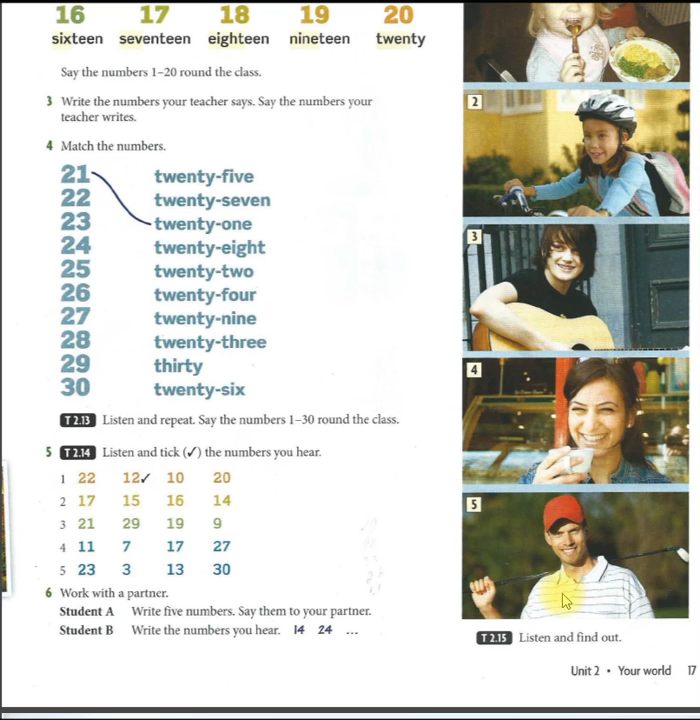 16 17 18 19 20
sixteen seventeen eighteen nineteen twenty
Say the numbers 1–20 round the class.
3 Write the numbers your teacher says. Say the numbers your
teacher writes.
4 Match the numbers.
21 twenty-five
22 twenty-seven
23 twenty-one
24 twenty-eight
25 twenty-two
26 twenty-four
27 twenty-nine
28 twenty-three
29 thirty
30 twenty-six
T 2.13 Listen and repeat. Say the numbers 1–30 round the class.
5 T 2.14 Listen and tick (✓) the numbers you hear.
1 22 12✓ 10 20
2 17 15 16 14
3 21 29 19 9
4 11 7 17 27
5 23 3 13 30
6 Work with a partner.
Student A Write five numbers. Say them to your partner.
Student B Write the numbers you hear. 14 24 ...
2
3
4
5
T 2.15 Listen and find out.
Unit 2 • Your world 17